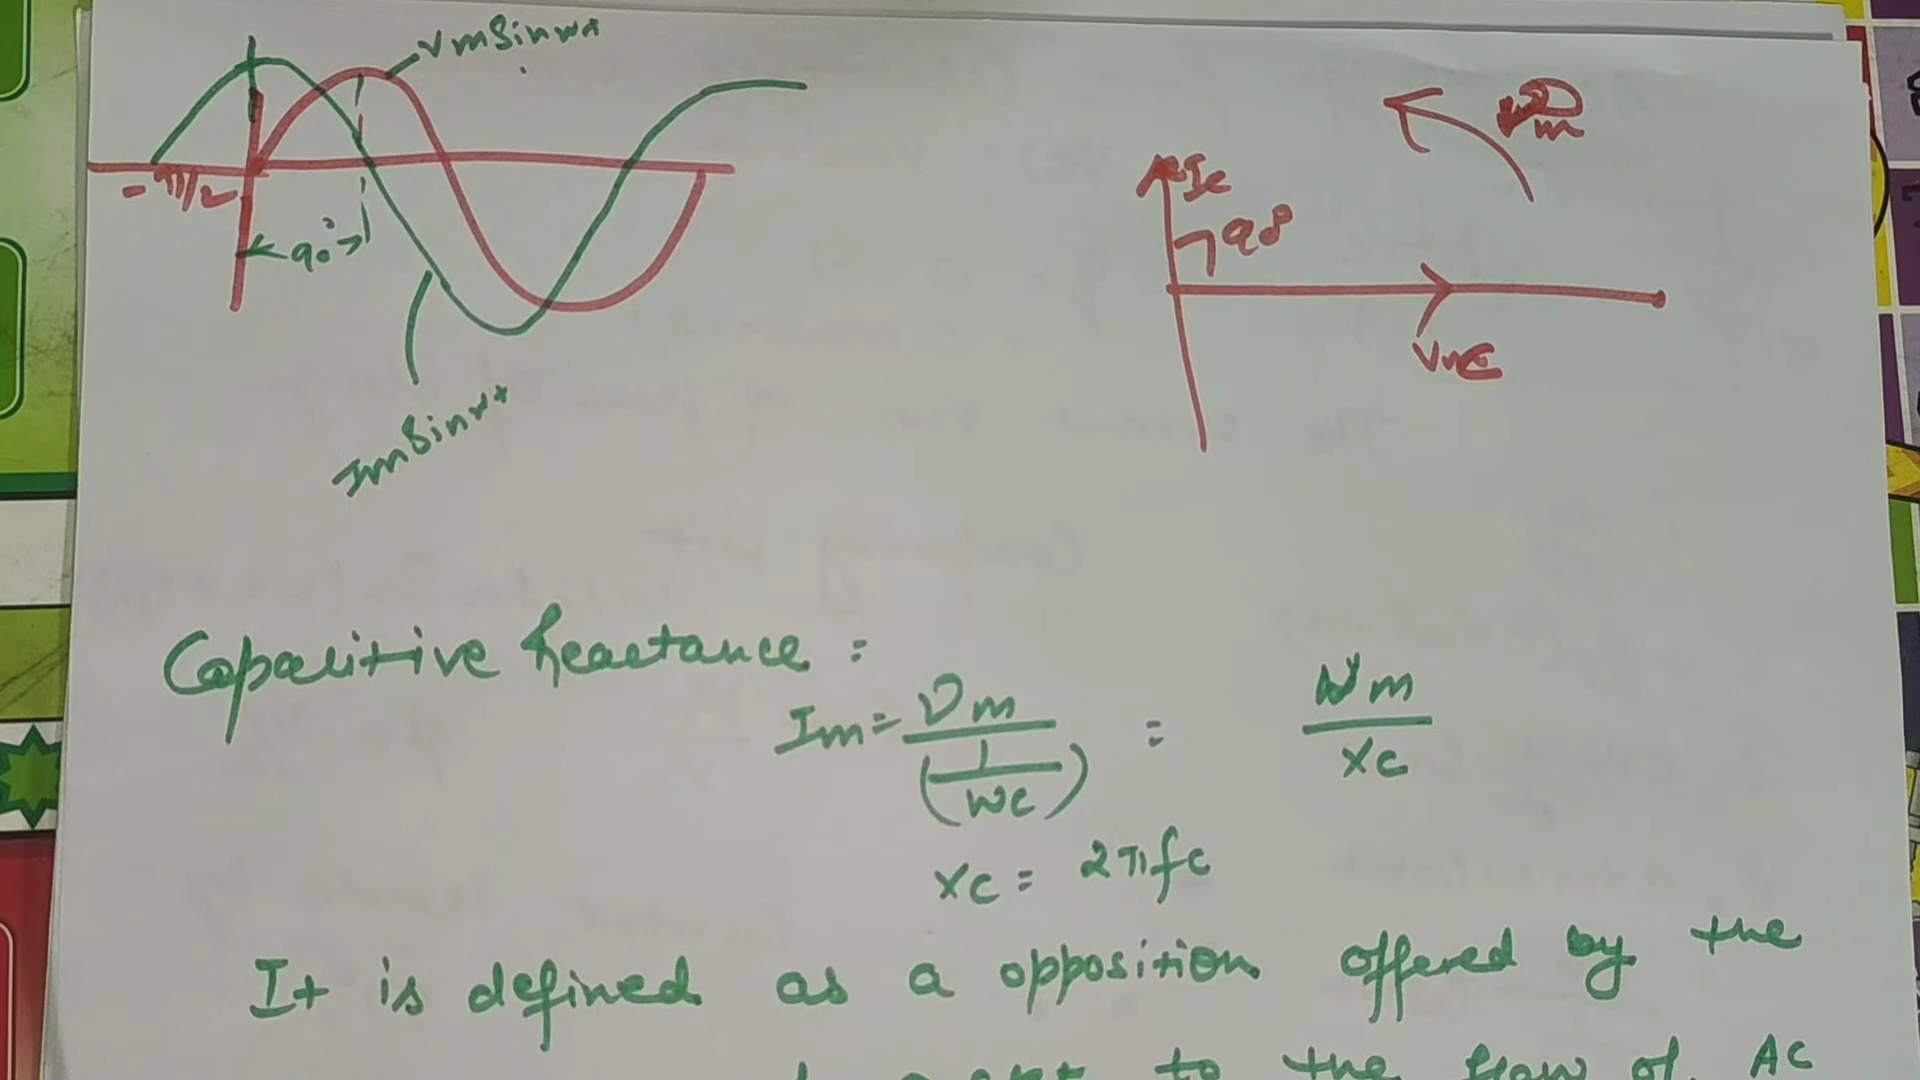 Vm Sin wt
Ic
90°
-π/2
90°
Vm
Im Sin wt
Capacitive Reactance :
Im = Vm / (1/wc) = Vm / xc
xc = 2πfc
It is defined as a opposition offered by the
to the flow of AC